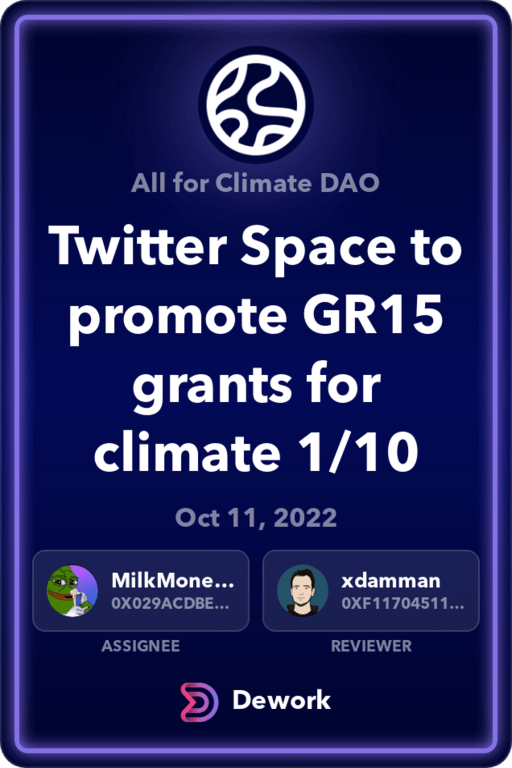 All for Climate DAO
Twitter Space to
promote GR15
grants for
climate 1/10
Oct 11, 2022
MilkMone...
0X029ACDBE...
xdamman
0XF11704511...
ASSIGNEE
REVIEWER
Dework